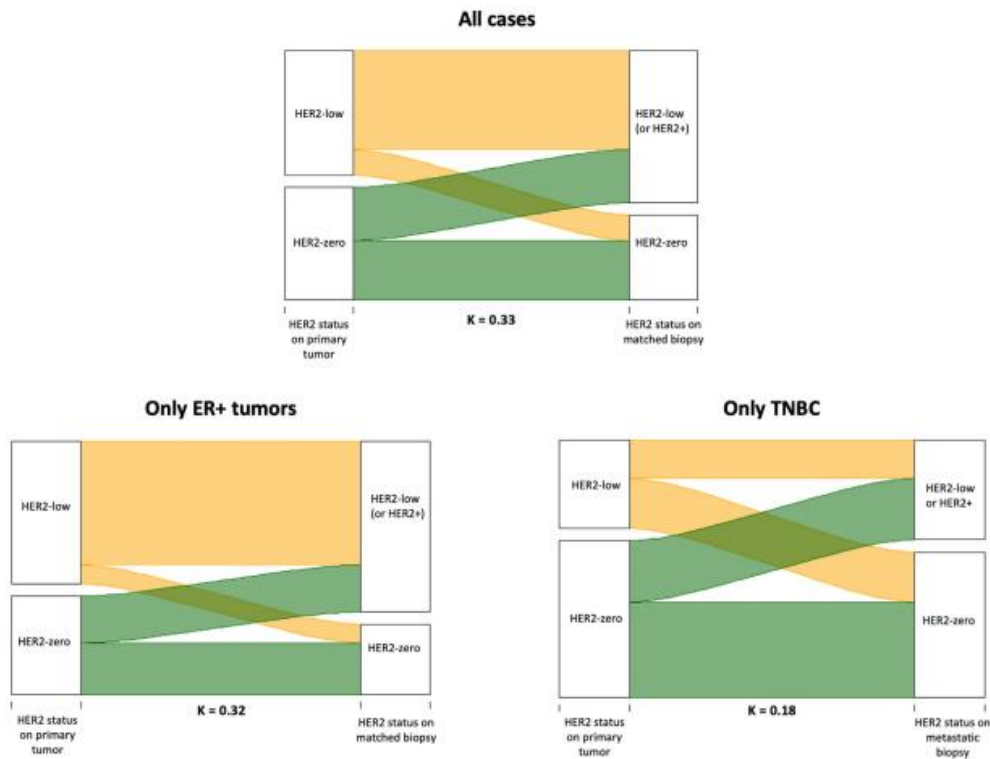 All cases
HER2-low
HER2-low
(or HER2+)
HER2-zero
HER2-zero
HER2 status
on primary
tumor
K = 0.33
HER2 status on
matched biopsy
Only ER+ tumors
HER2-low
HER2-low
(or HER2+)
HER2-zero
HER2-zero
HER2 status
on primary
tumor
K = 0.32
HER2 status on
matched biopsy
Only TNBC
HER2-low
HER2-low
or HER2+
HER2-zero
HER2-zero
HER2 status
on primary
tumor
K = 0.18
HER2 status on
metastatic
biopsy